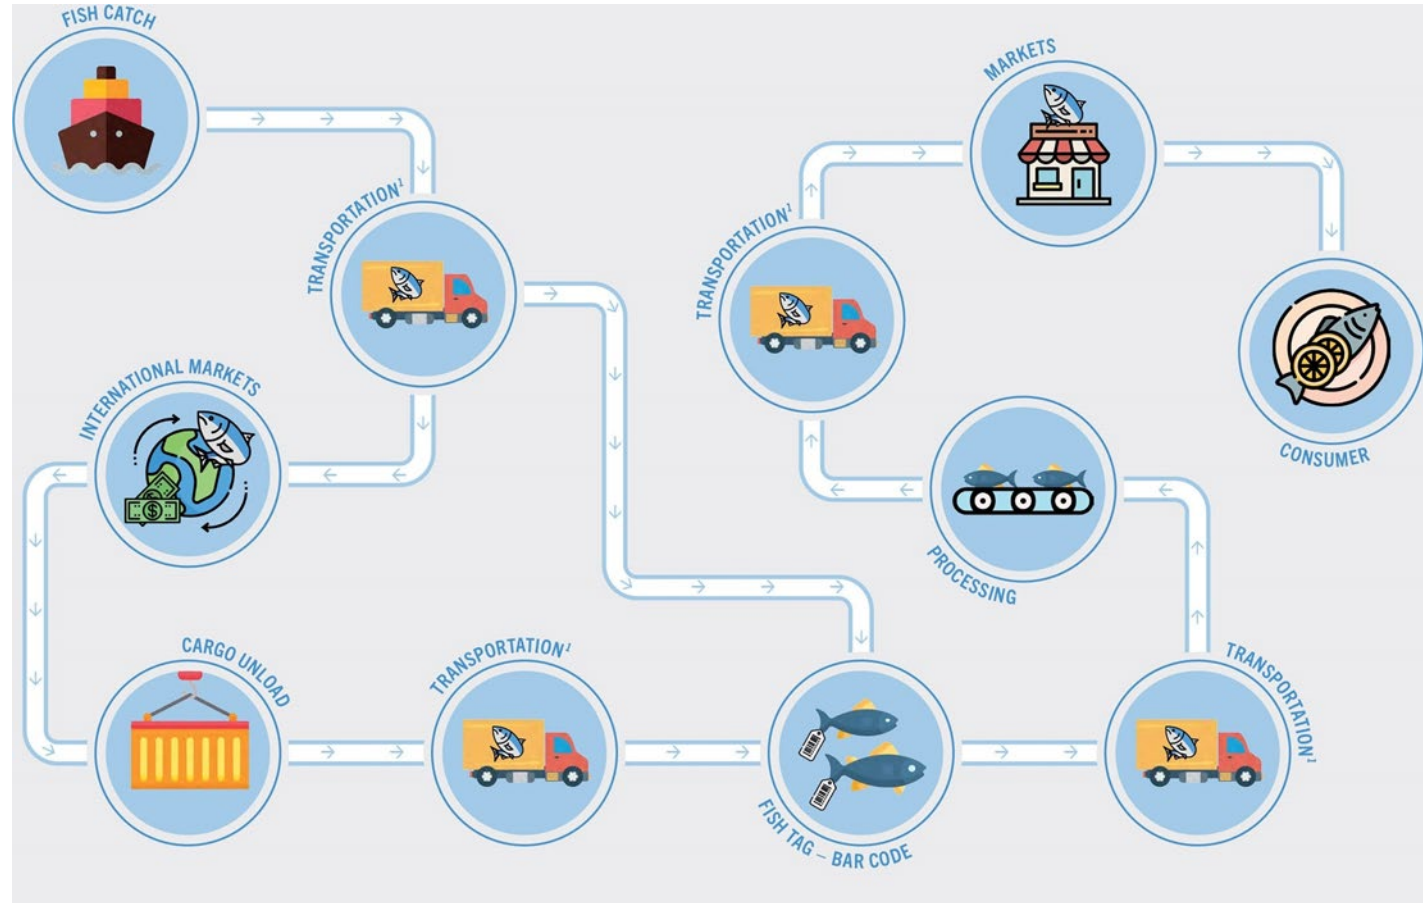 FISH CATCH
TRANSPORTATION¹
INTERNATIONAL MARKETS
CARGO UNLOAD
TRANSPORTATION¹
FISH TAG – BAR CODE
TRANSPORTATION¹
PROCESSING
TRANSPORTATION¹
MARKETS
CONSUMER